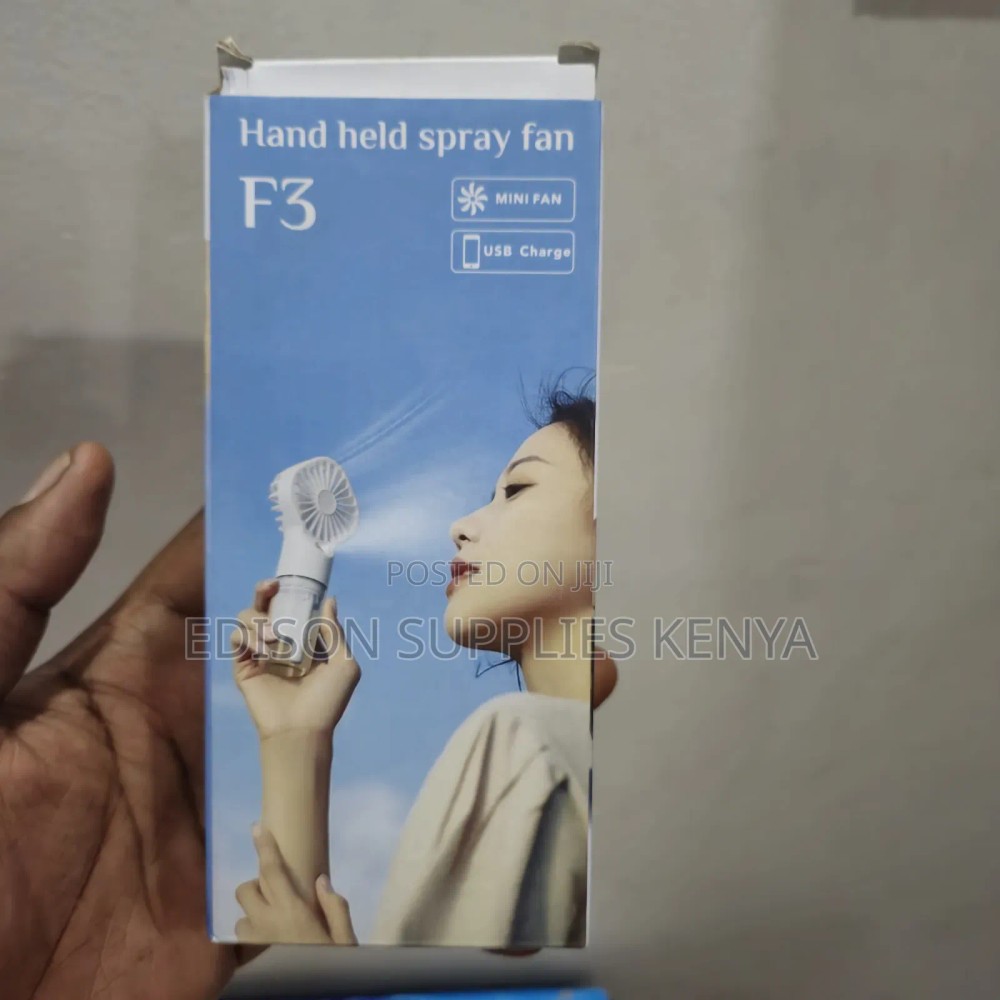 Hand held spray fan
F3
MINI FAN
USB Charge
POSTED ON JIJI
EDISON SUPPLIES KENYA